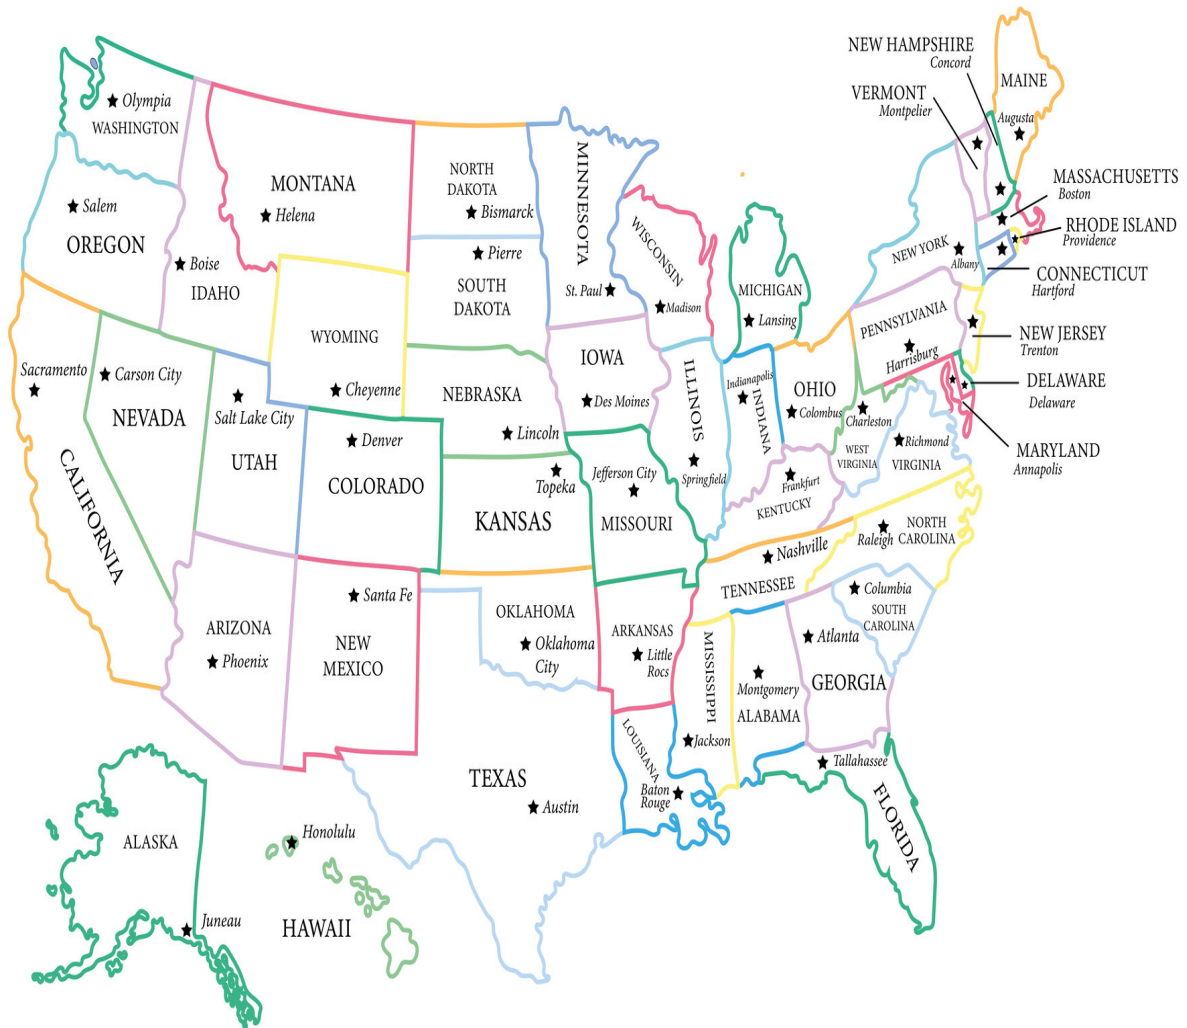 NEW HAMPSHIRE
Concord
VERMONT
Montpelier
MAINE
Augusta
MASSACHUSETTS
Boston
RHODE ISLAND
Providence
CONNECTICUT
Hartford
NEW JERSEY
Trenton
DELAWARE
Delaware
MARYLAND
Annapolis
Olympia
WASHINGTON
Salem
OREGON
MONTANA
Helena
Boise
IDAHO
NORTH
DAKOTA
Bismarck
Pierre
SOUTH
DAKOTA
MINNESOTA
St. Paul
WISCONSIN
Madison
MICHIGAN
Lansing
NEW YORK
Albany
PENNSYLVANIA
Harrisburg
WYOMING
Cheyenne
IOWA
Des Moines
NEBRASKA
Lincoln
ILLINOIS
Springfield
Indianapolis
INDIANA
OHIO
Colombus
Charleston
WEST
VIRGINIA
Richmond
VIRGINIA
Sacramento
CALIFORNIA
Carson City
NEVADA
Salt Lake City
UTAH
Denver
COLORADO
Topeka
KANSAS
Jefferson City
MISSOURI
Frankfurt
KENTUCKY
Nashville
TENNESSEE
Raleigh
NORTH
CAROLINA
Columbia
SOUTH
CAROLINA
ARIZONA
Phoenix
Santa Fe
NEW
MEXICO
OKLAHOMA
Oklahoma
City
ARKANSAS
Little
Rocs
MISSISSIPPI
Jackson
Montgomery
ALABAMA
Atlanta
GEORGIA
LOUISIANA
Baton
Rouge
TEXAS
Austin
Tallahassee
FLORIDA
ALASKA
Juneau
Honolulu
HAWAII